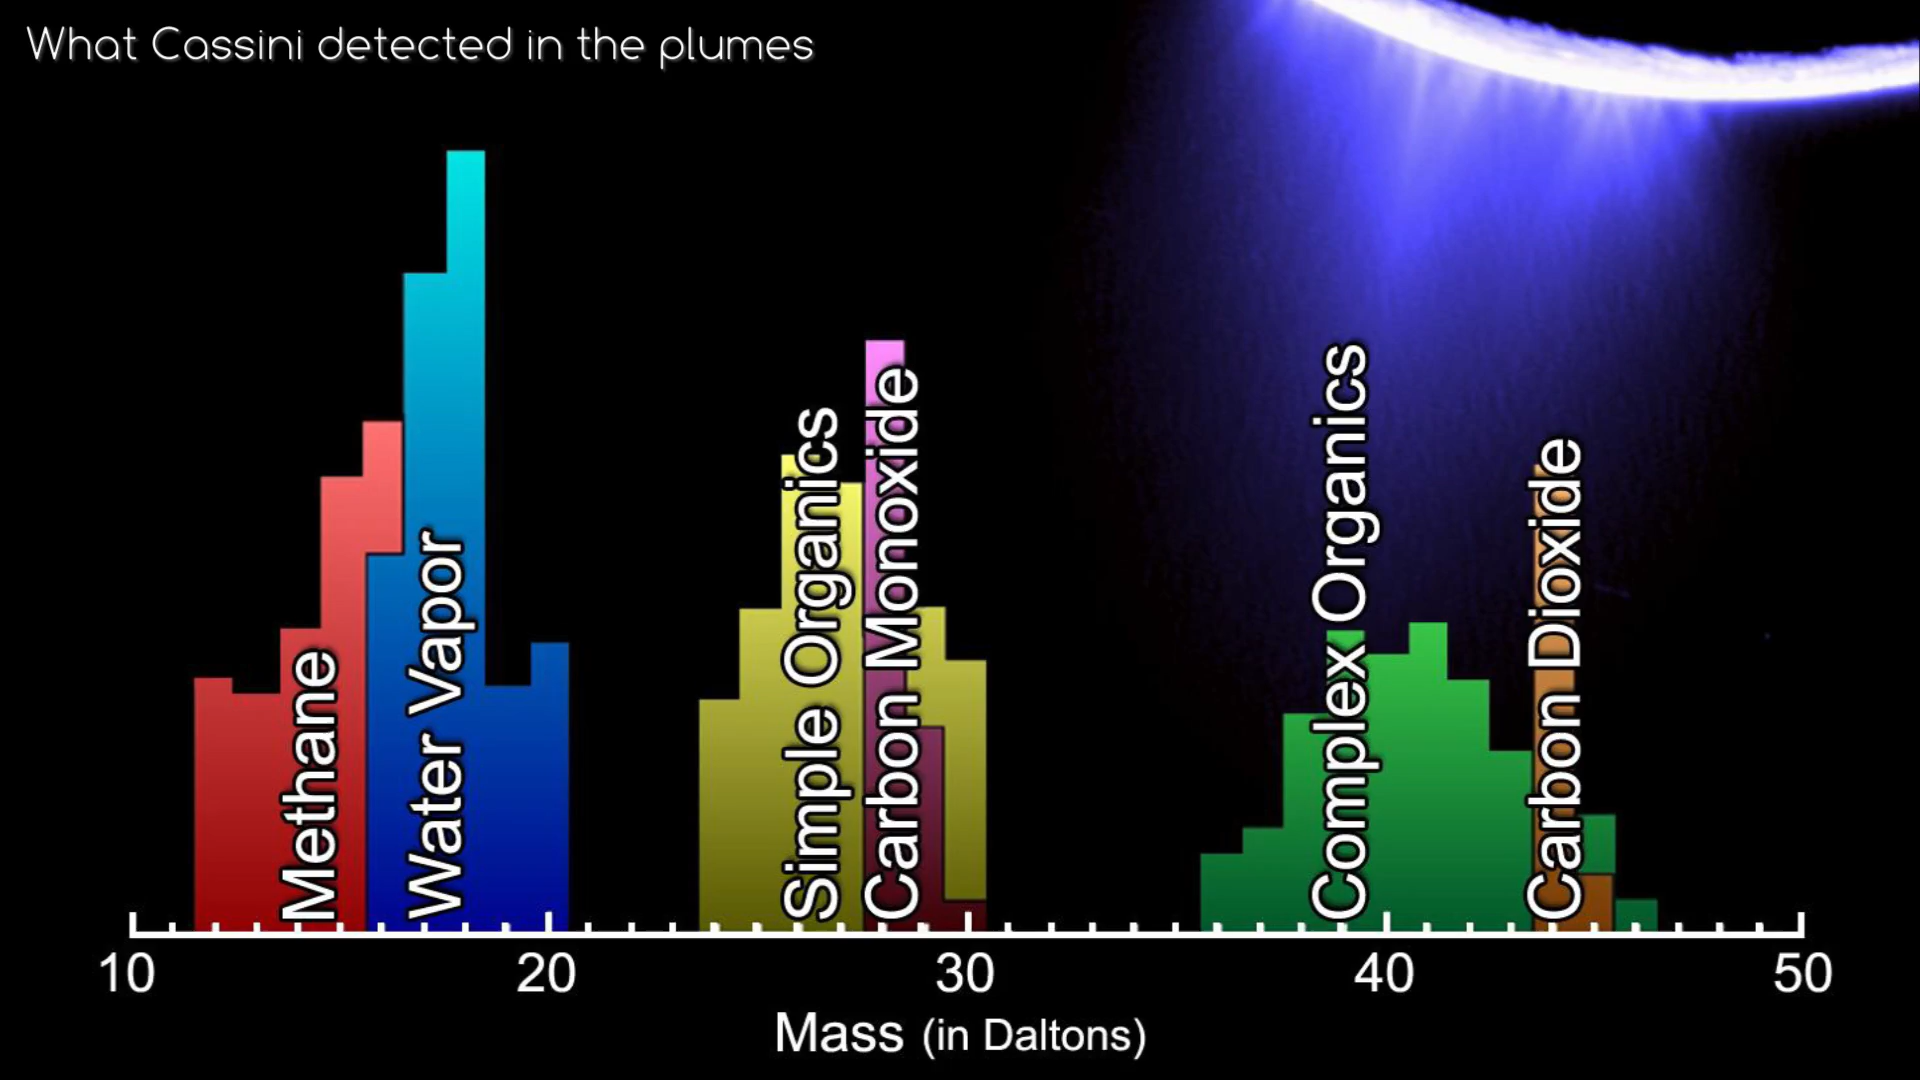 What Cassini detected in the plumes
Methane
Water Vapor
Simple Organics
Carbon Monoxide
Complex Organics
Carbon Dioxide
10 20 30 40 50
Mass (in Daltons)